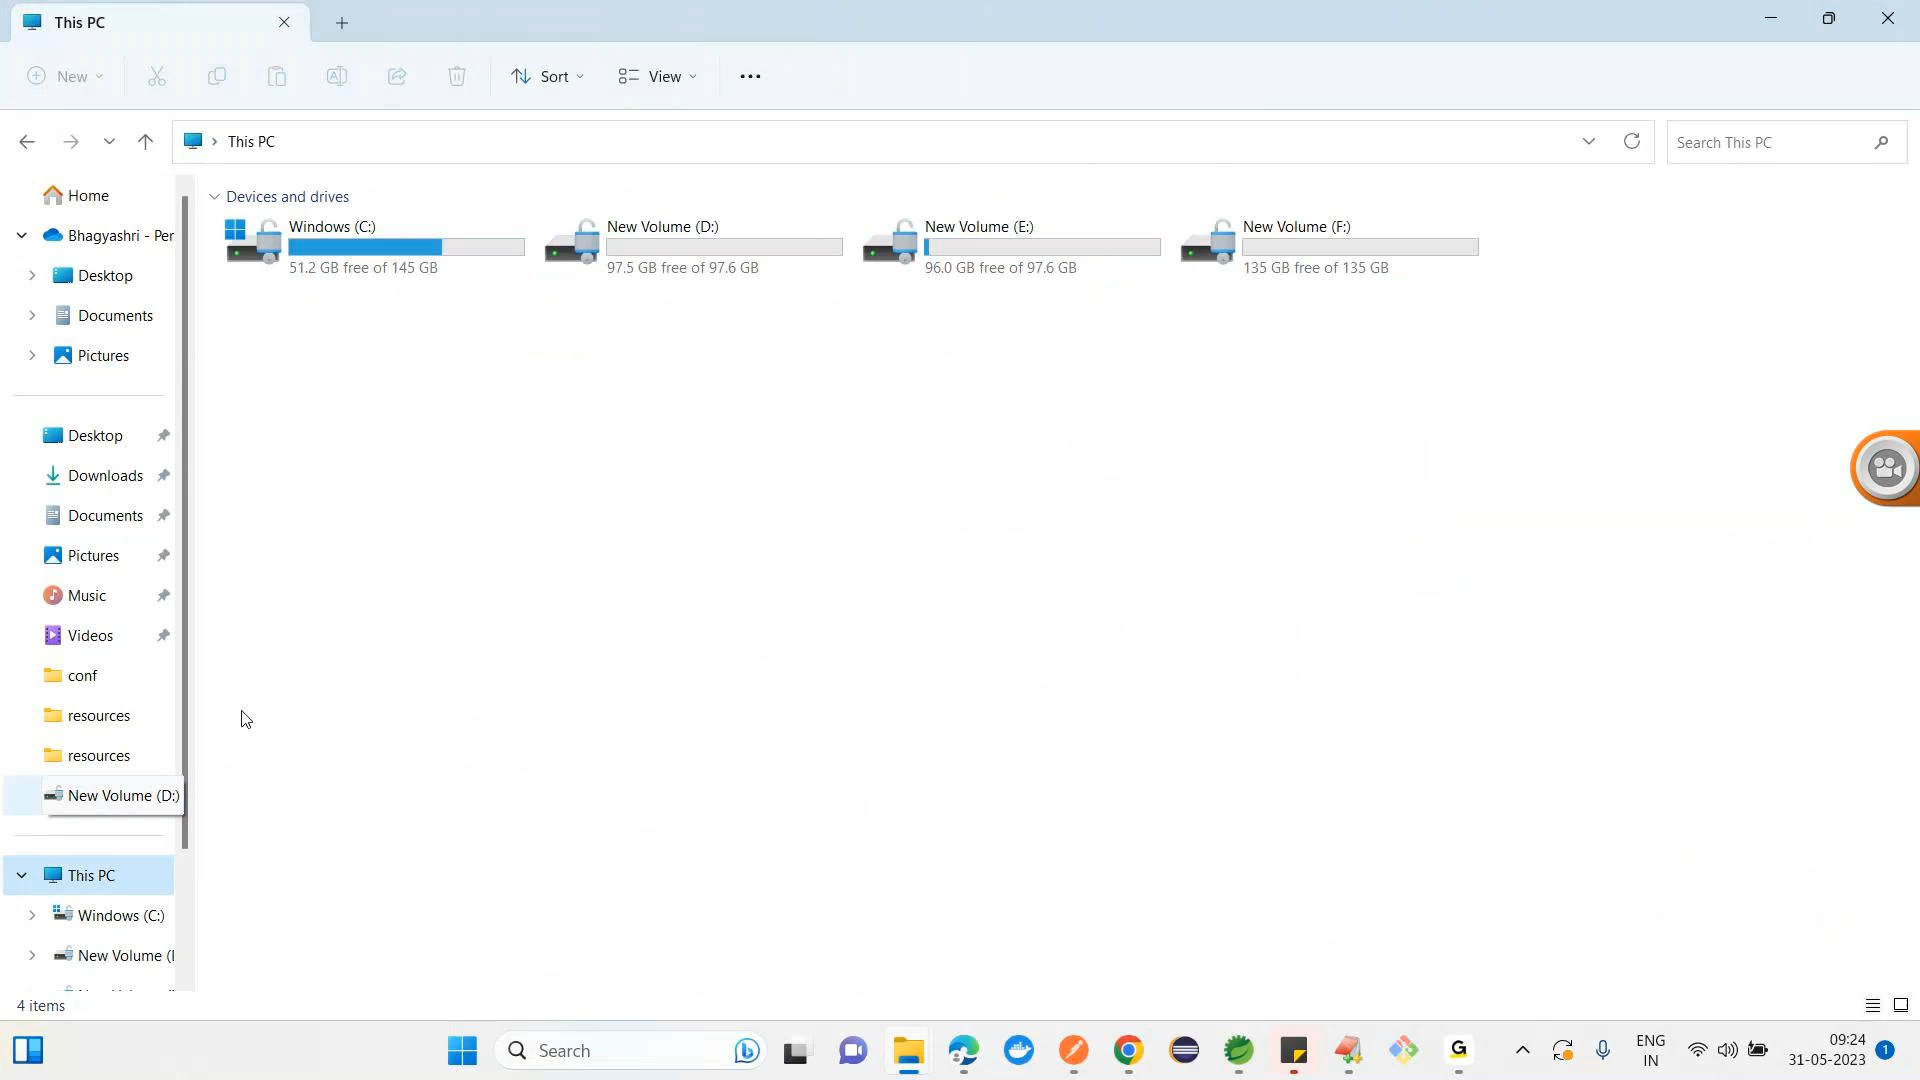 This PC
New
Sort
View
This PC
Search This PC
Home
Bhagyashri - Per
Desktop
Documents
Pictures
Desktop
Downloads
Documents
Pictures
Music
Videos
conf
resources
resources
New Volume (D:)
This PC
Windows (C:)
New Volume (I
Devices and drives
Windows (C:)
51.2 GB free of 145 GB
New Volume (D:)
97.5 GB free of 97.6 GB
New Volume (E:)
96.0 GB free of 97.6 GB
New Volume (F:)
135 GB free of 135 GB
4 items
Search
G
ENG
IN
09:24
31-05-2023
1